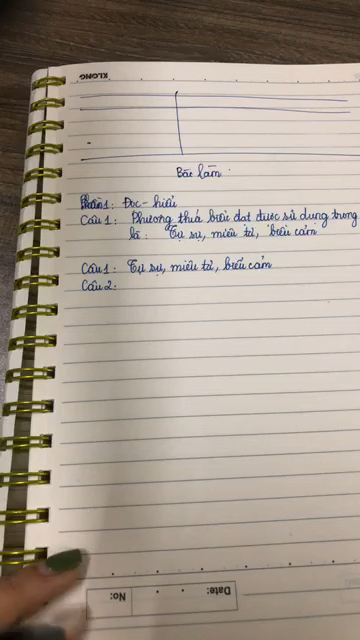 KLONG
Bài làm
Phần 1: Đọc - hiểu
Câu 1: Phương thức biểu đạt được sử dụng trong
là: Tự sự, miêu tả, biểu cảm
Câu 1: Tự sự, miêu tả, biểu cảm
Câu 2:
Date: No: